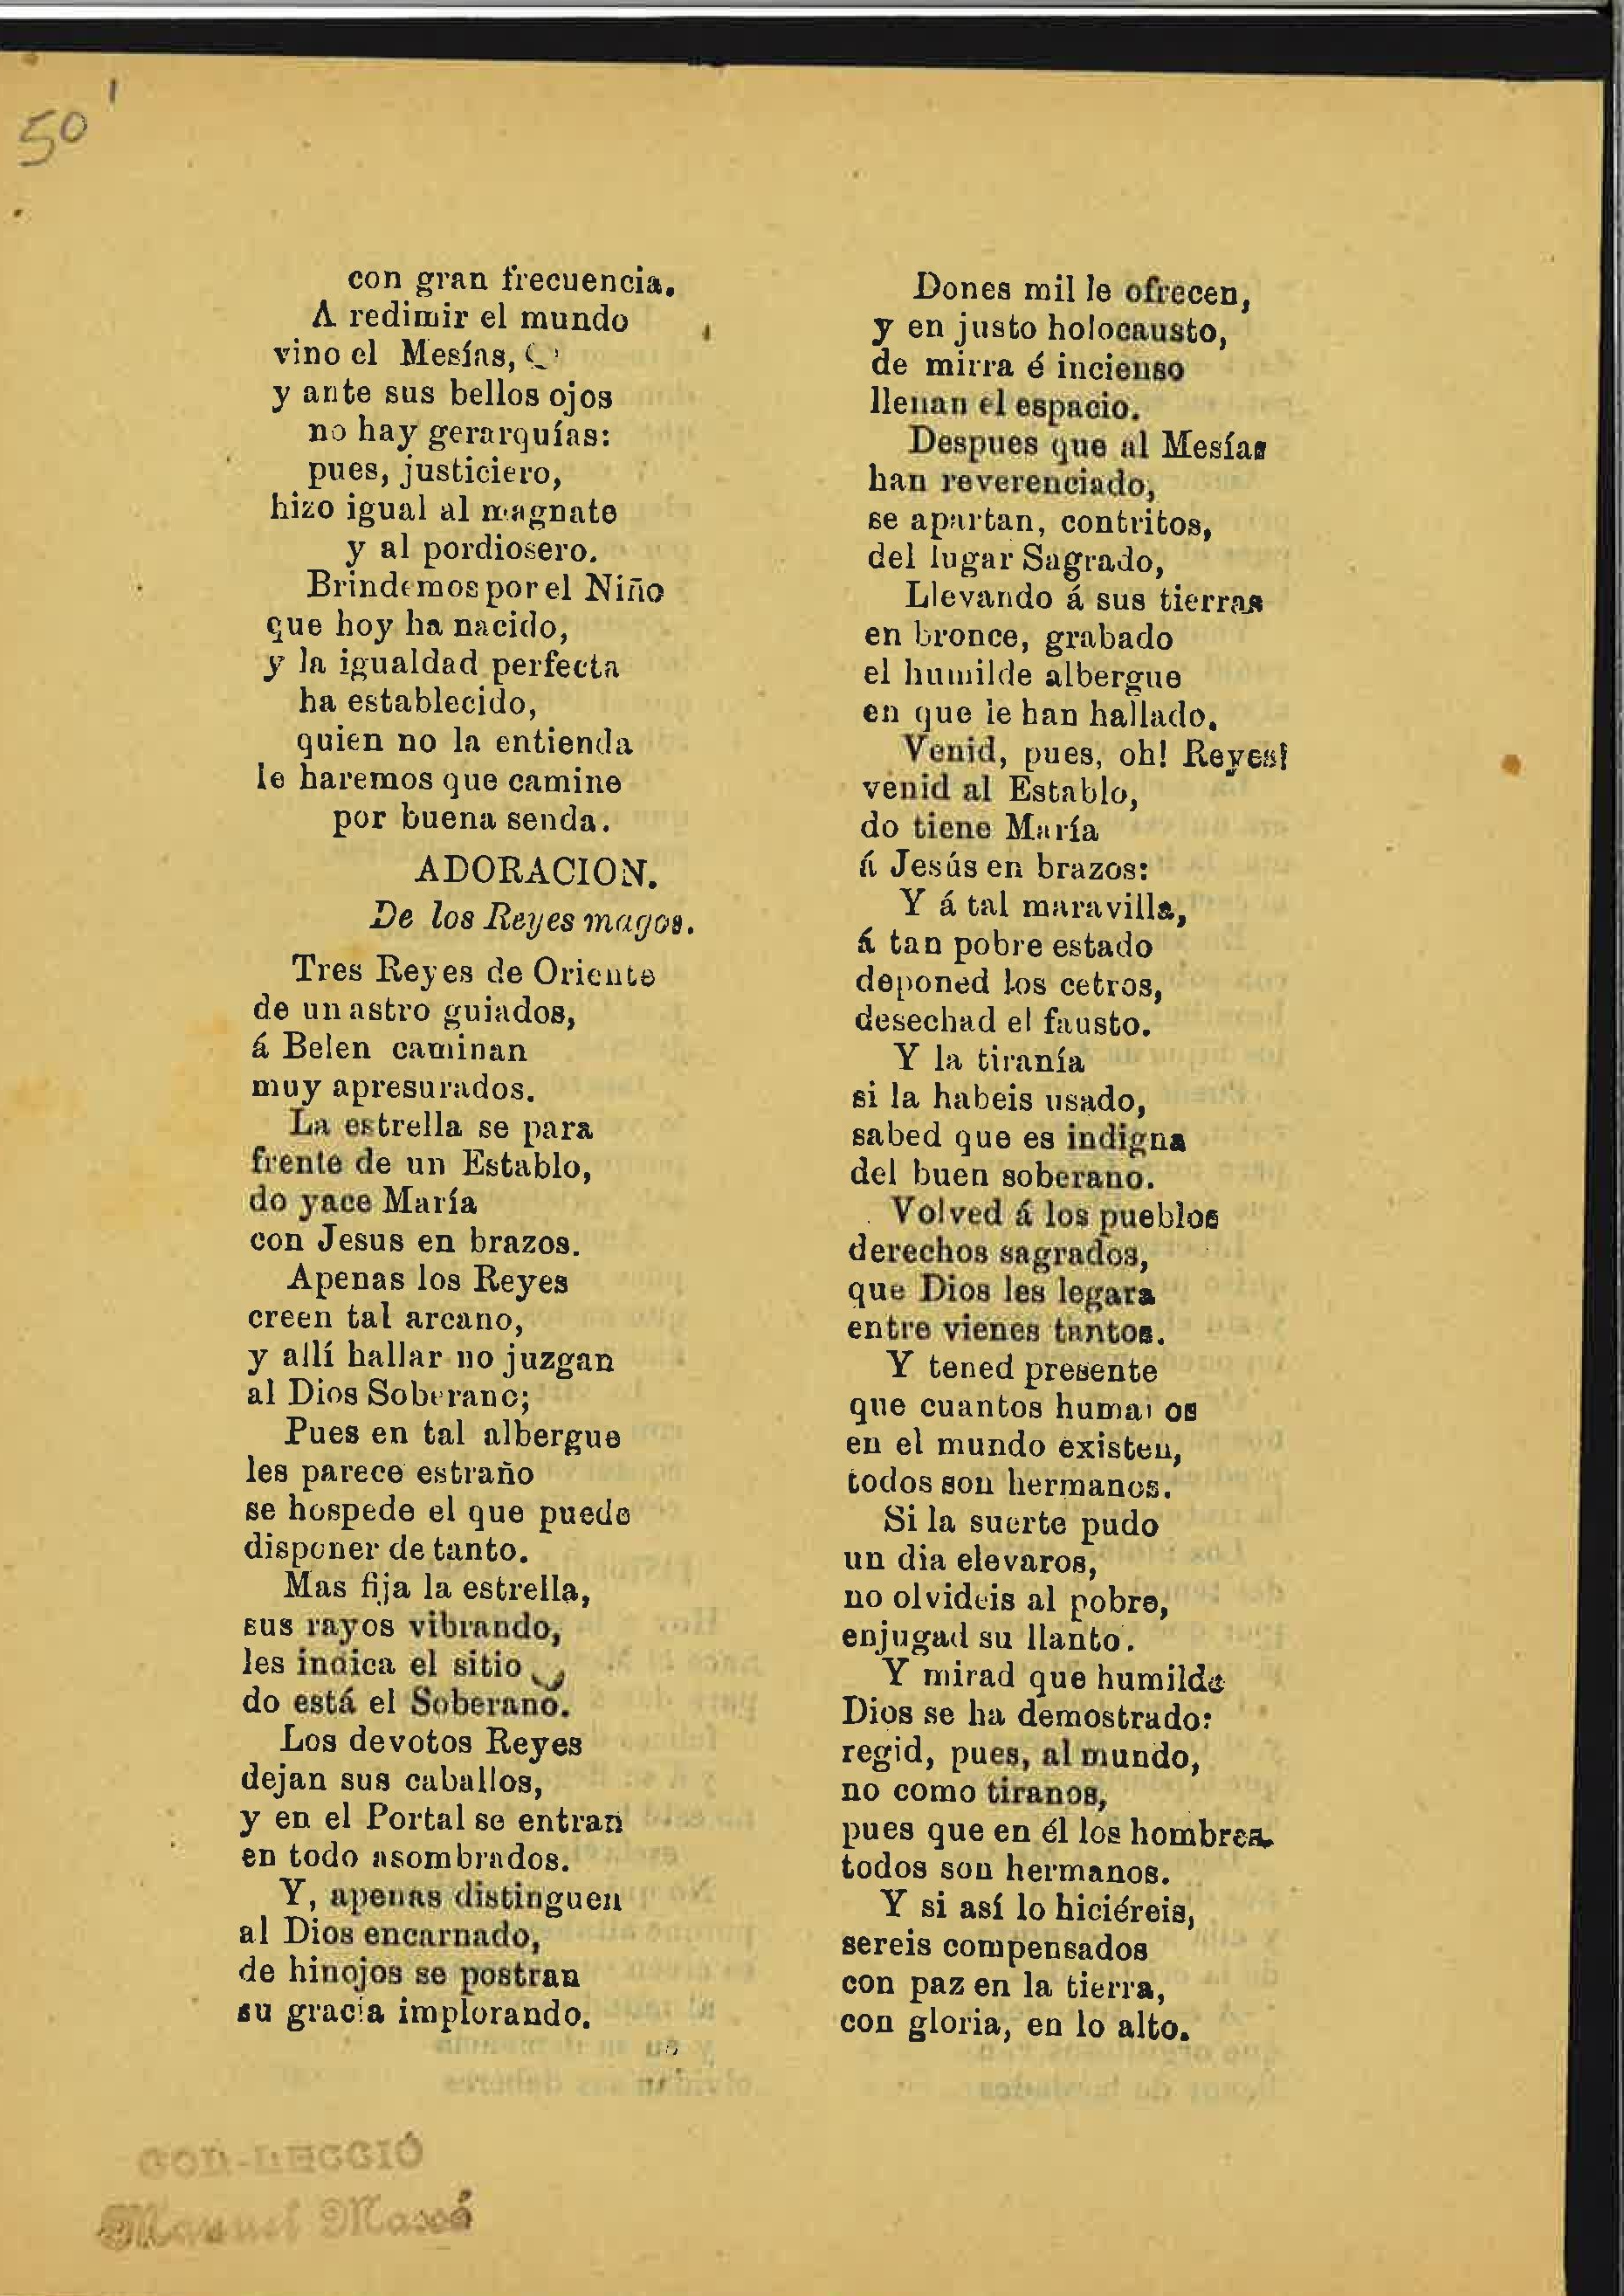 50'
con gran frecuencia.
A redimir el mundo
vino el Mesías,
y ante sus bellos ojos
no hay gerarquías:
pues, justiciero,
hizo igual al magnate
y al pordiosero.
Brindemos por el Niño
que hoy ha nacido,
y la igualdad perfecta
ha establecido,
quien no la entienda
le haremos que camine
por buena senda.
ADORACION.
De los Reyes magos.
Tres Reyes de Oriente
de un astro guiados,
á Belen caminan
muy apresurados.
La estrella se para
frente de un Establo,
do yace María
con Jesus en brazos.
Apenas los Reyes
creen tal arcano,
y allí hallar no juzgan
al Dios Soberano;
Pues en tal albergue
les parece estraño
se hospede el que puede
disponer de tanto.
Mas fija la estrella,
sus rayos vibrando,
les indica el sitio
do está el Soberano.
Los devotos Reyes
dejan sus caballos,
y en el Portal se entran
en todo asombrados.
Y, apenas distinguen
al Dios encarnado,
de hinojos se postran
su gracia implorando.
Dones mil le ofrecen,
y en justo holocausto,
de mirra é incienso
llenan el espacio.
Despues que al Mesías
han reverenciado,
se apartan, contritos,
del lugar Sagrado,
Llevando á sus tierras
en bronce, grabado
el humilde albergue
en que le han hallado.
Venid, pues, oh! Reyes!
venid al Establo,
do tiene María
á Jesús en brazos:
Y á tal maravilla,
á tan pobre estado
deponed los cetros,
desechad el fausto.
Y la tiranía
si la habeis usado,
sabed que es indigna
del buen soberano.
Volved á los pueblos
derechos sagrados,
que Dios les legara
entre vienes tantos.
Y tened presente
que cuantos humanos
en el mundo existen,
todos son hermanos.
Si la suerte pudo
un dia elevaros,
no olvideis al pobre,
enjugad su llanto.
Y mirad que humilde
Dios se ha demostrado:
regid, pues, al mundo,
no como tiranos,
pues que en él los hombres
todos son hermanos.
Y si así lo hiciéreis,
sereis compensados
con paz en la tierra,
con gloria, en lo alto.
COL-LECCIÓ
Manuel Massó